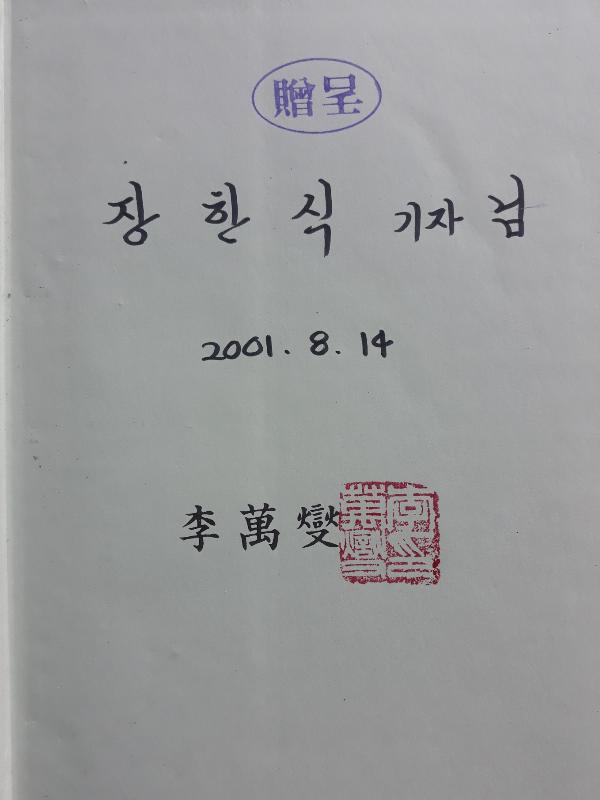 贈呈
장 한 식 기자 님
2001. 8. 14
李 萬 燮